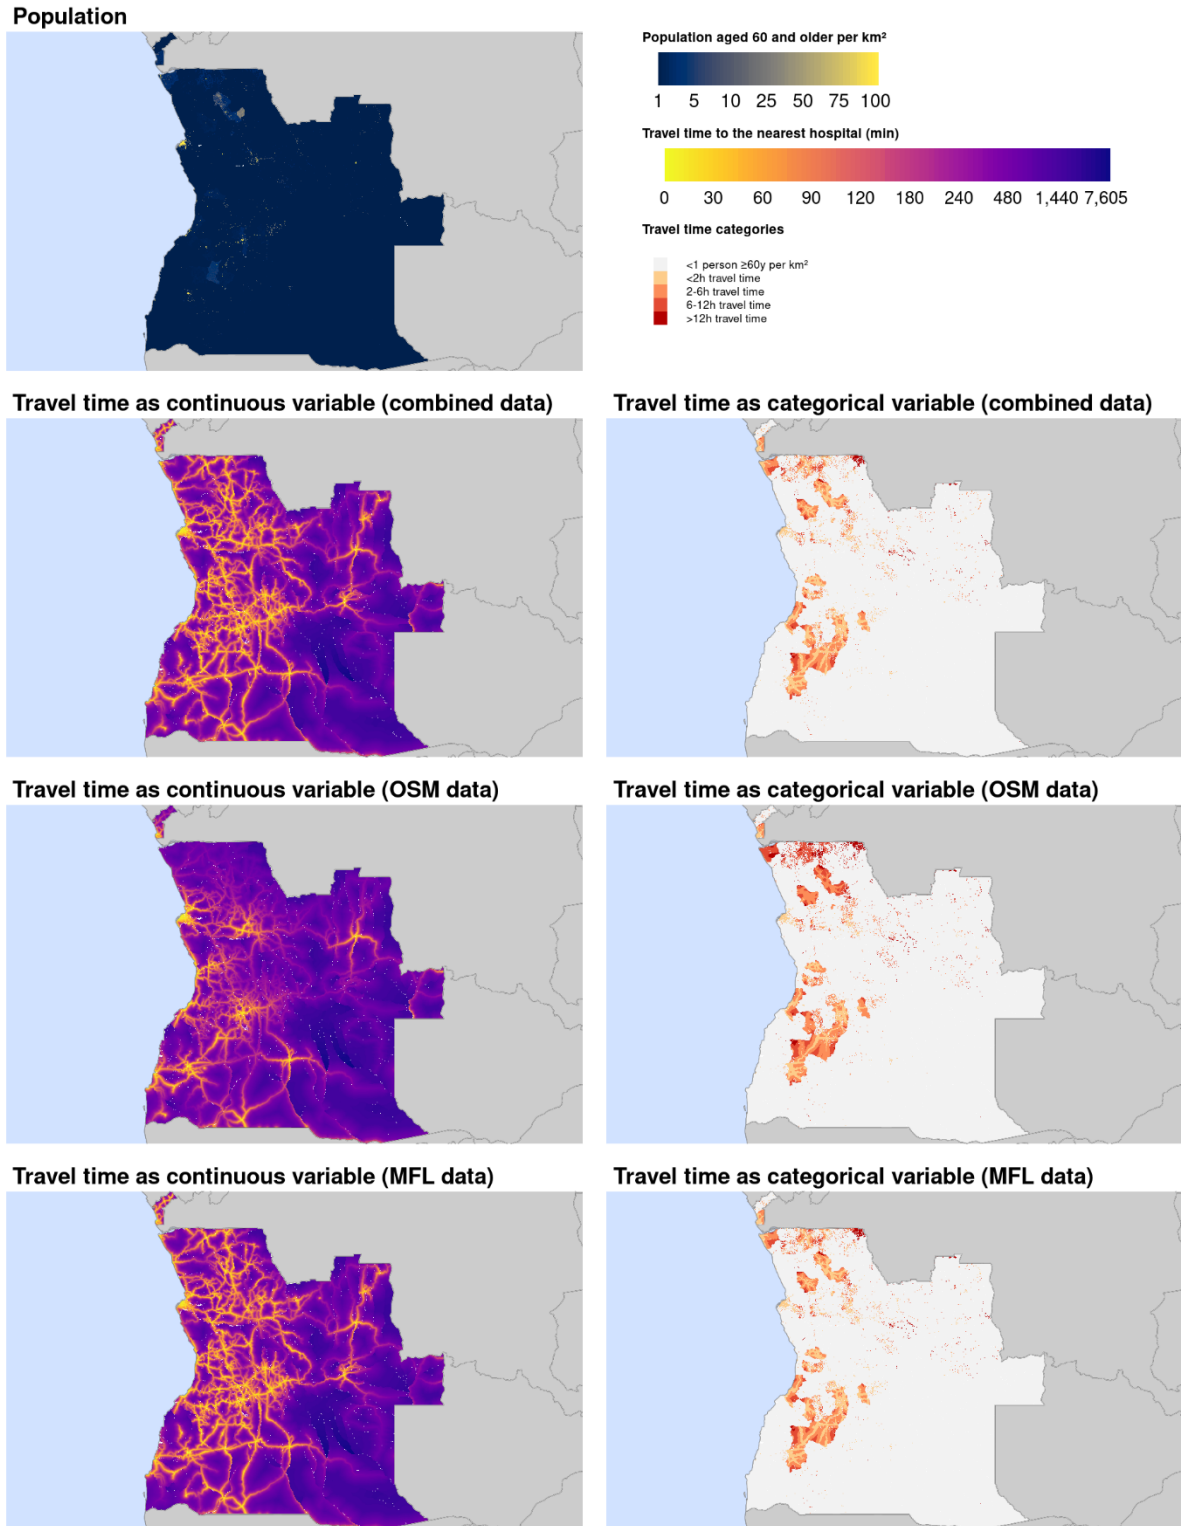 Population
Population aged 60 and older per km²
1 5 10 25 50 75 100
Travel time to the nearest hospital (min)
0 30 60 90 120 180 240 480 1,440 7,605
Travel time categories
<1 person ≥60y per km²
<2h travel time
2-6h travel time
6-12h travel time
>12h travel time
Travel time as continuous variable (combined data)
Travel time as categorical variable (combined data)
Travel time as continuous variable (OSM data)
Travel time as categorical variable (OSM data)
Travel time as continuous variable (MFL data)
Travel time as categorical variable (MFL data)